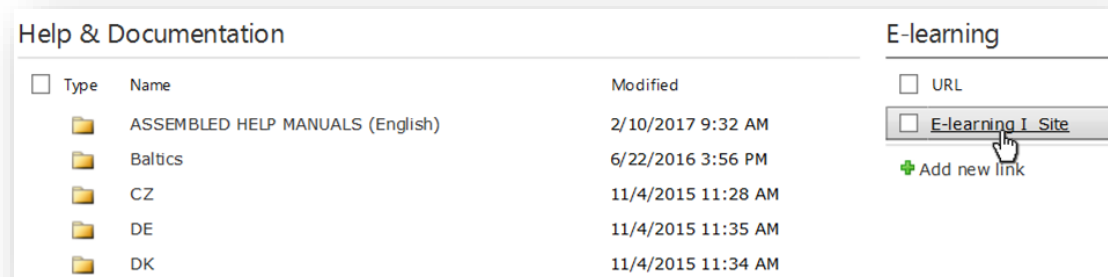 Help & Documentation
Type Name Modified
ASSEMBLED HELP MANUALS (English) 2/10/2017 9:32 AM
Baltics 6/22/2016 3:56 PM
CZ 11/4/2015 11:28 AM
DE 11/4/2015 11:35 AM
DK 11/4/2015 11:34 AM
E-learning
URL
E-learning I Site
Add new link